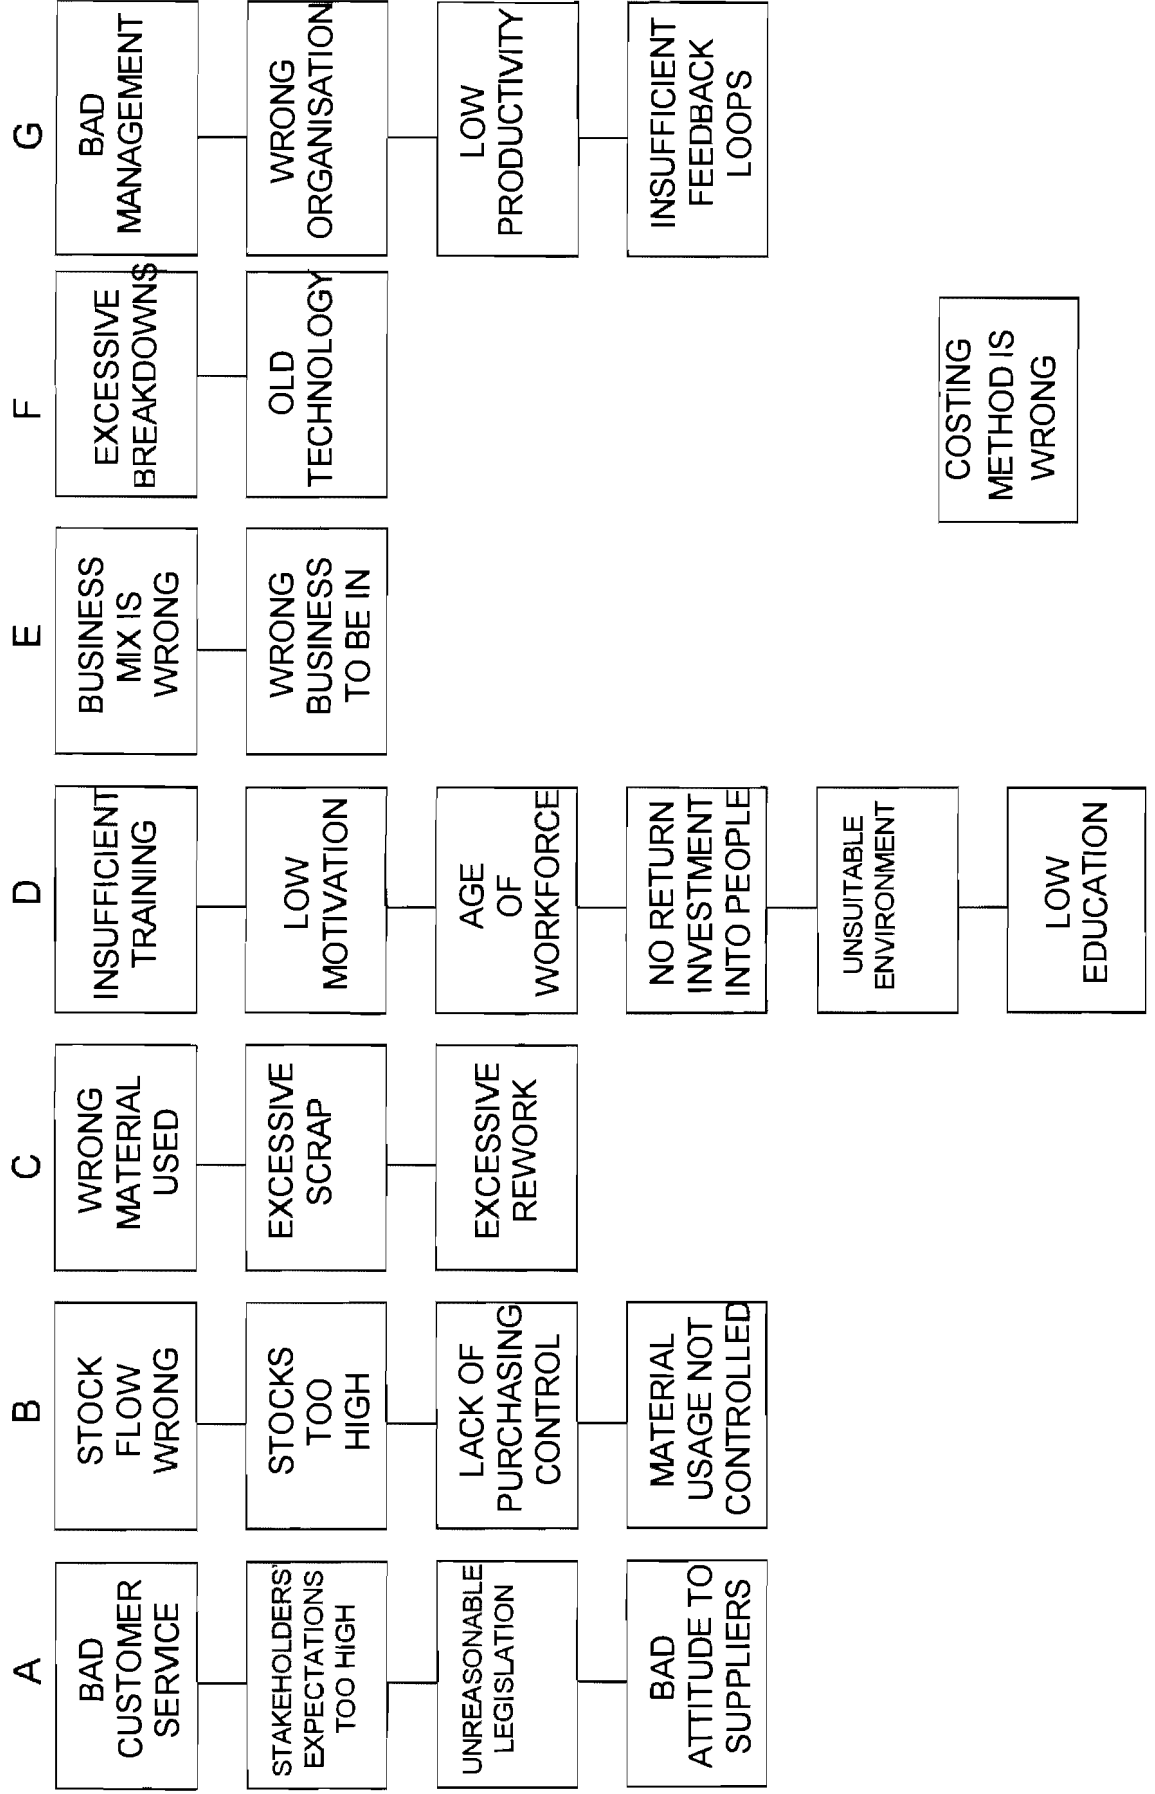 A
BAD
CUSTOMER
SERVICE
STAKEHOLDERS'
EXPECTATIONS
TOO HIGH
UNREASONABLE
LEGISLATION
BAD
ATTITUDE TO
SUPPLIERS
B
STOCK
FLOW
WRONG
STOCKS
TOO
HIGH
LACK OF
PURCHASING
CONTROL
MATERIAL
USAGE NOT
CONTROLLED
C
WRONG
MATERIAL
USED
EXCESSIVE
SCRAP
EXCESSIVE
REWORK
D
INSUFFICIENT
TRAINING
LOW
MOTIVATION
AGE
OF
WORKFORCE
NO RETURN
INVESTMENT
INTO PEOPLE
UNSUITABLE
ENVIRONMENT
LOW
EDUCATION
E
BUSINESS
MIX IS
WRONG
WRONG
BUSINESS
TO BE IN
F
EXCESSIVE
BREAKDOWNS
OLD
TECHNOLOGY
G
BAD
MANAGEMENT
WRONG
ORGANISATION
LOW
PRODUCTIVITY
INSUFFICIENT
FEEDBACK
LOOPS
COSTING
METHOD IS
WRONG